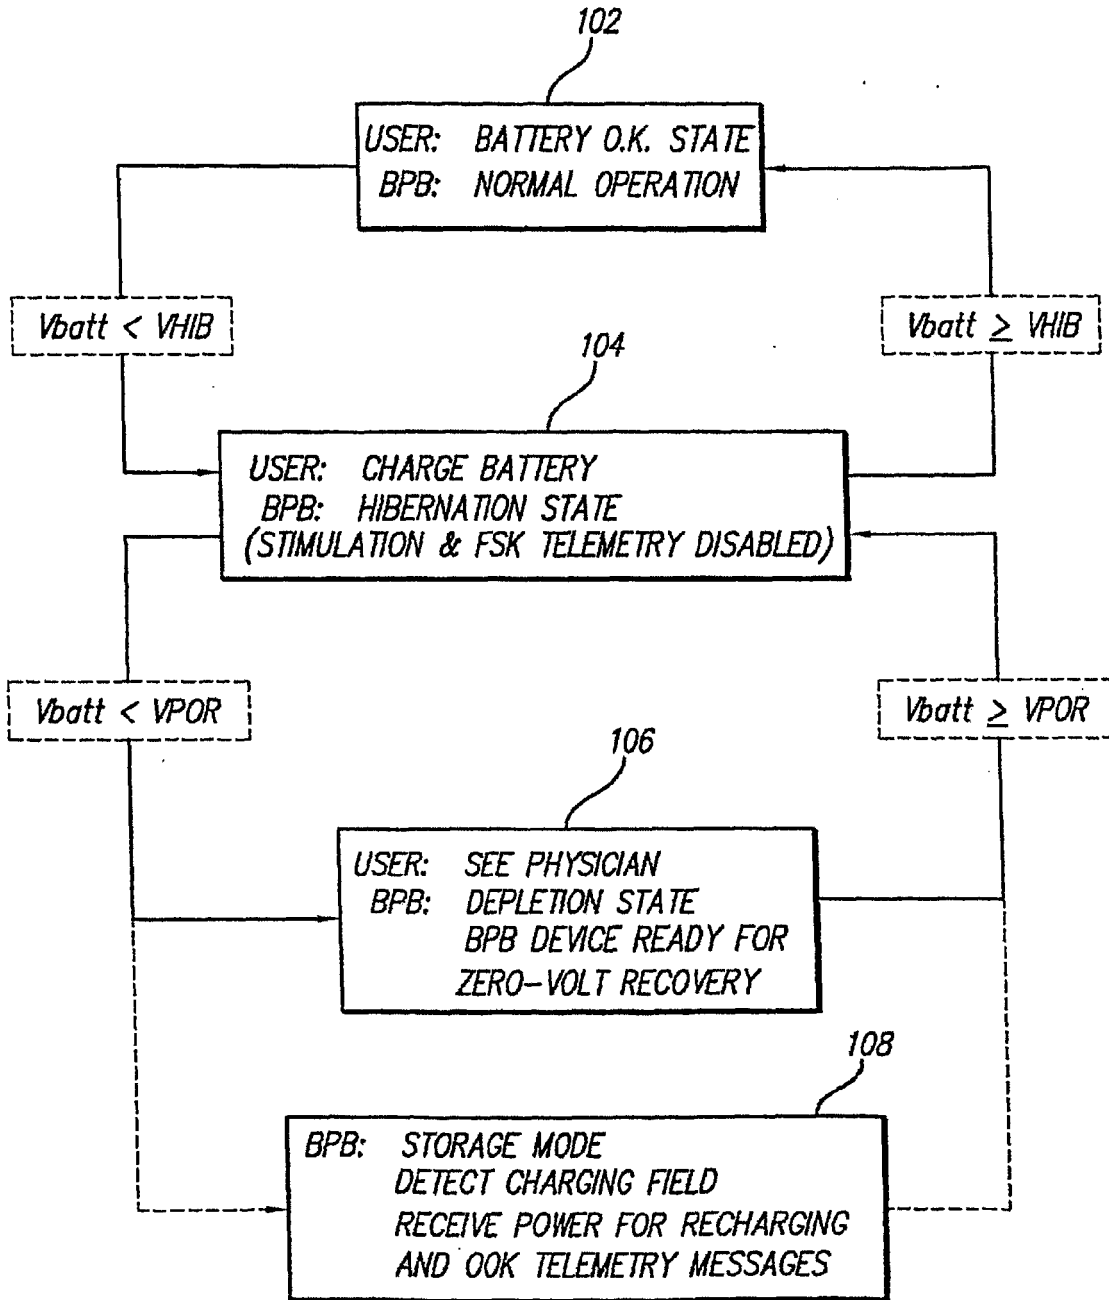 102
USER: BATTERY O.K. STATE
BPB: NORMAL OPERATION
Vbatt < VHIB
Vbatt ≥ VHIB
104
USER: CHARGE BATTERY
BPB: HIBERNATION STATE
(STIMULATION & FSK TELEMETRY DISABLED)
Vbatt < VPOR
Vbatt ≥ VPOR
106
USER: SEE PHYSICIAN
BPB: DEPLETION STATE
BPB DEVICE READY FOR
ZERO-VOLT RECOVERY
108
BPB: STORAGE MODE
DETECT CHARGING FIELD
RECEIVE POWER FOR RECHARGING
AND OOK TELEMETRY MESSAGES